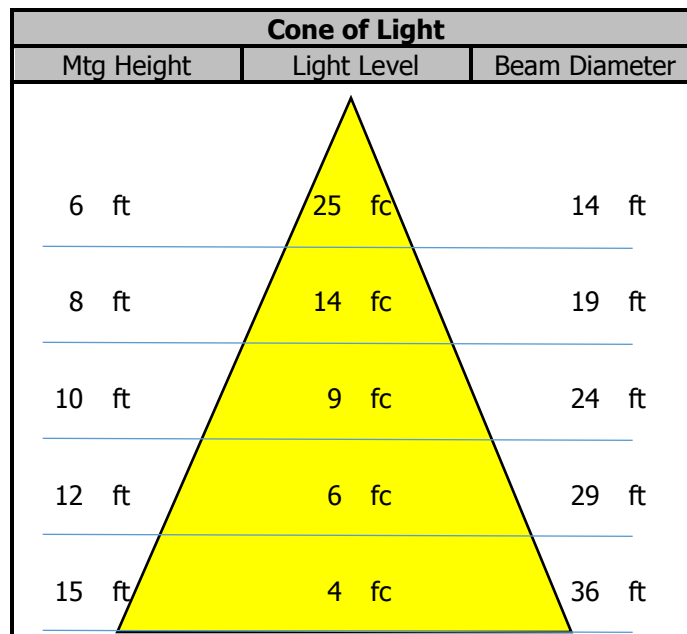 Cone of Light
Mtg Height Light Level Beam Diameter
6 ft 25 fc 14 ft
8 ft 14 fc 19 ft
10 ft 9 fc 24 ft
12 ft 6 fc 29 ft
15 ft 4 fc 36 ft